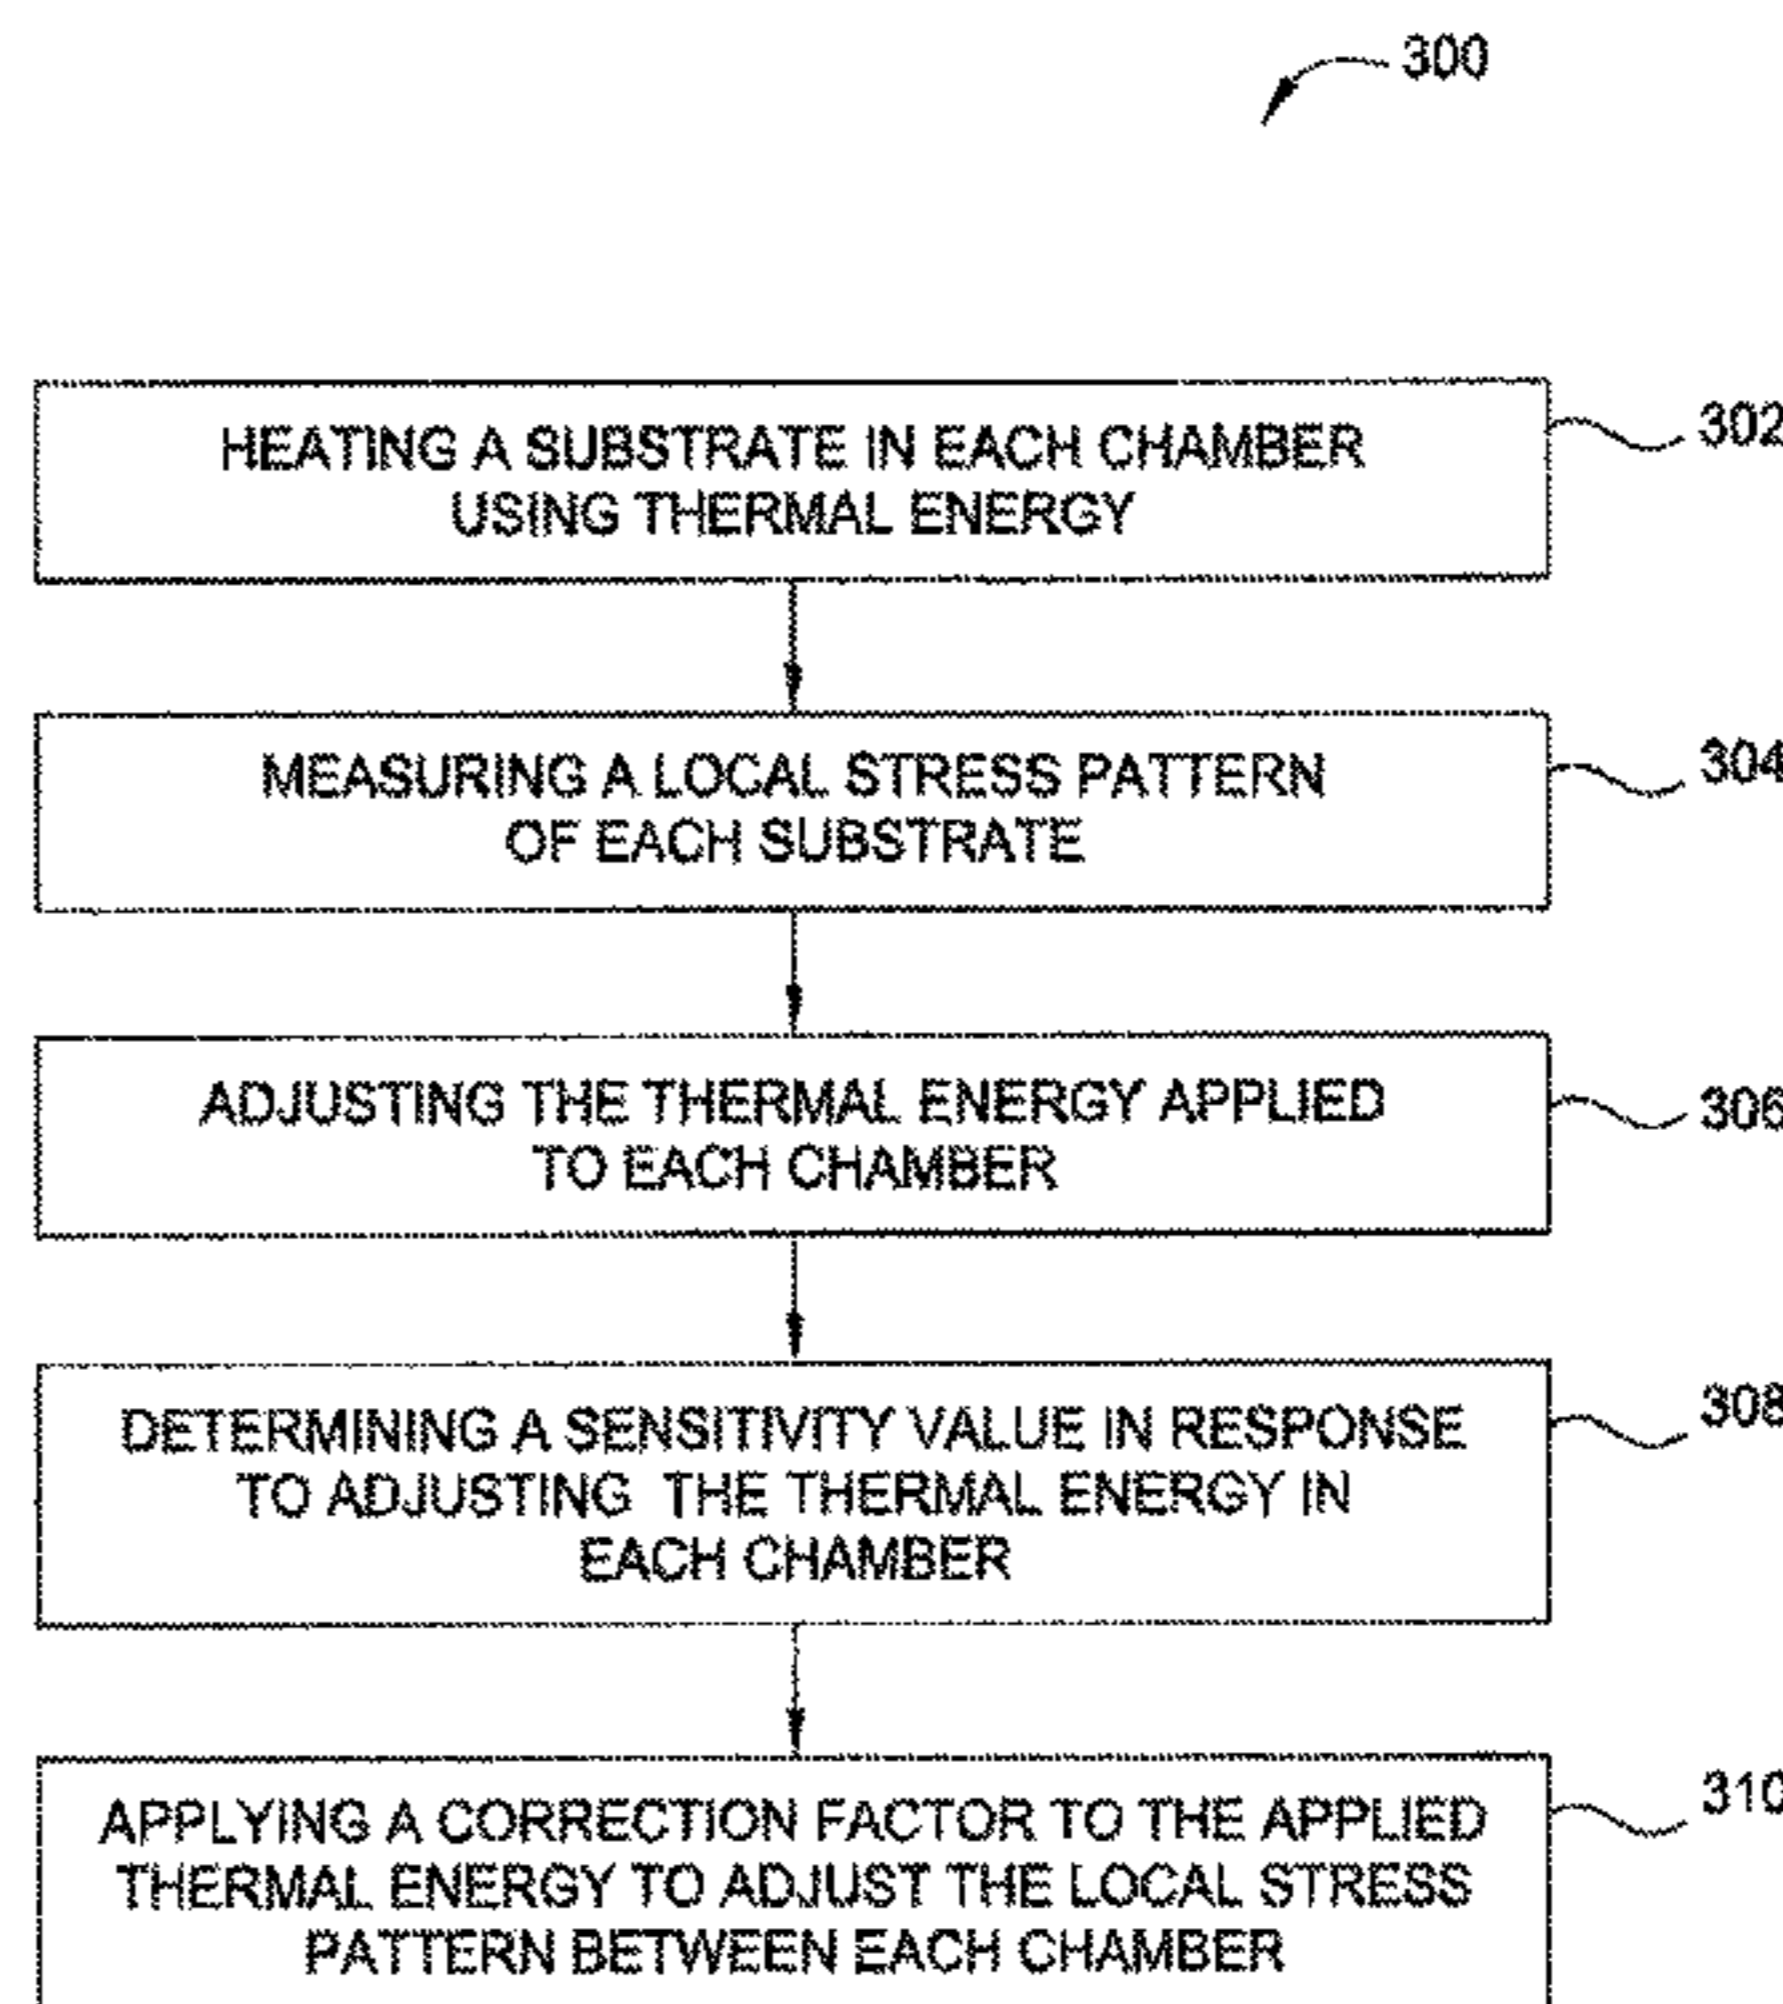 300
HEATING A SUBSTRATE IN EACH CHAMBER
USING THERMAL ENERGY
302
MEASURING A LOCAL STRESS PATTERN
OF EACH SUBSTRATE
304
ADJUSTING THE THERMAL ENERGY APPLIED
TO EACH CHAMBER
306
DETERMINING A SENSITIVITY VALUE IN RESPONSE
TO ADJUSTING THE THERMAL ENERGY IN
EACH CHAMBER
308
APPLYING A CORRECTION FACTOR TO THE APPLIED
THERMAL ENERGY TO ADJUST THE LOCAL STRESS
PATTERN BETWEEN EACH CHAMBER
310